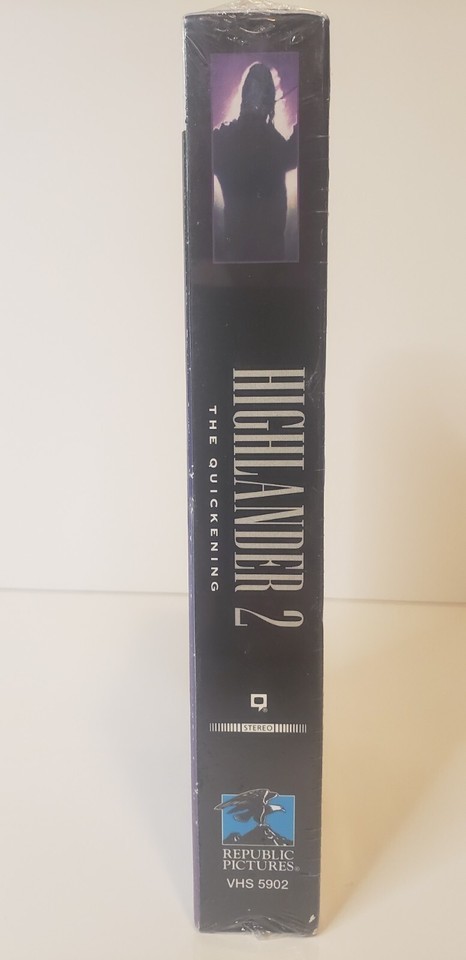 HIGHLANDER 2
THE QUICKENING
STEREO
REPUBLIC
PICTURES®
VHS 5902